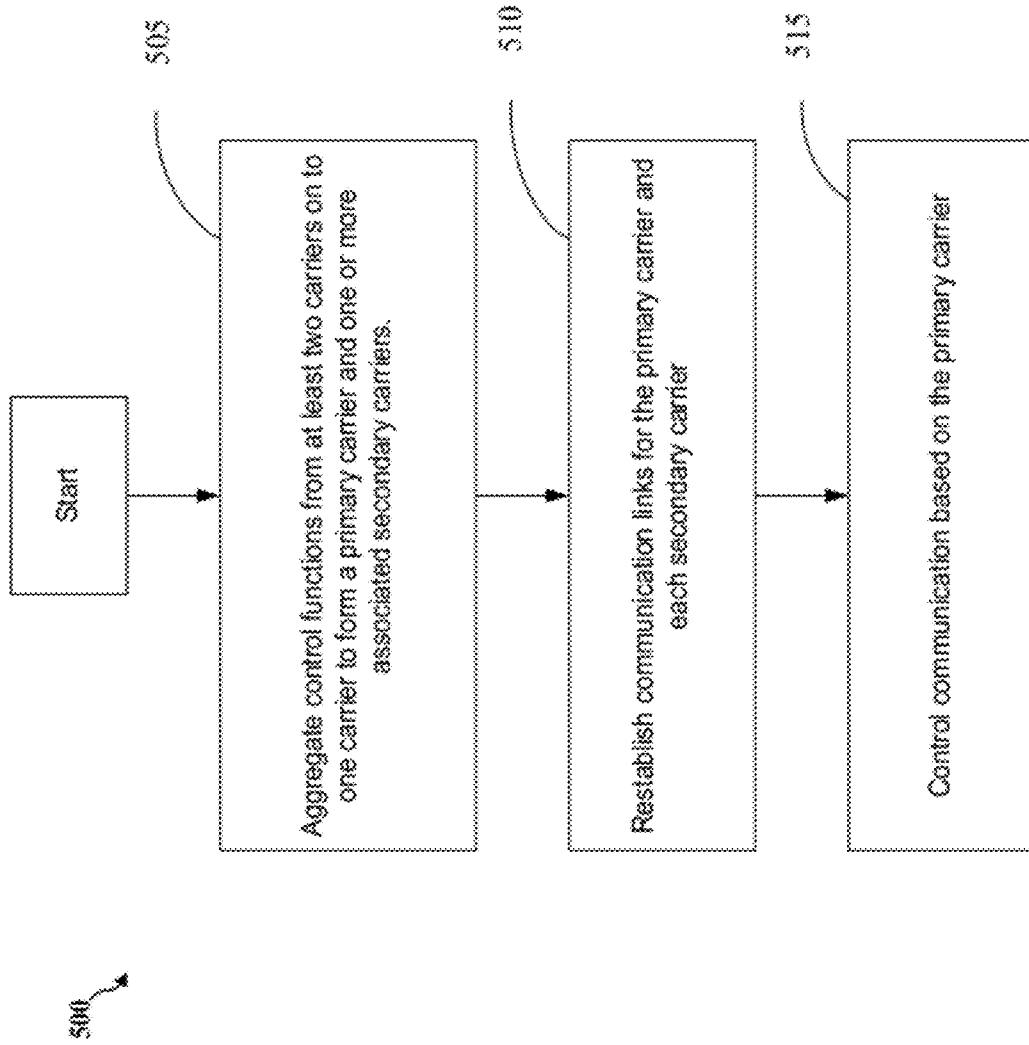 500
Start
505
Aggregate control functions from at least two carriers on to
one carrier to form a primary carrier and one or more
associated secondary carriers.
510
Restablish communication links for the primary carrier and
each secondary carrier
515
Control communication based on the primary carrier